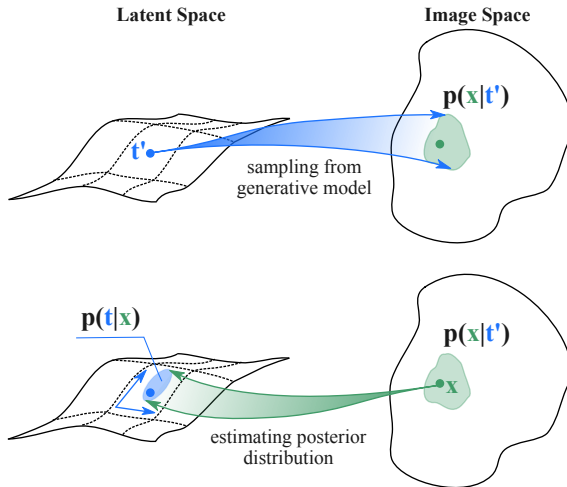 Latent Space
Image Space
p(x|t')
t'
sampling from
generative model
p(t|x)
p(x|t')
x
estimating posterior
distribution